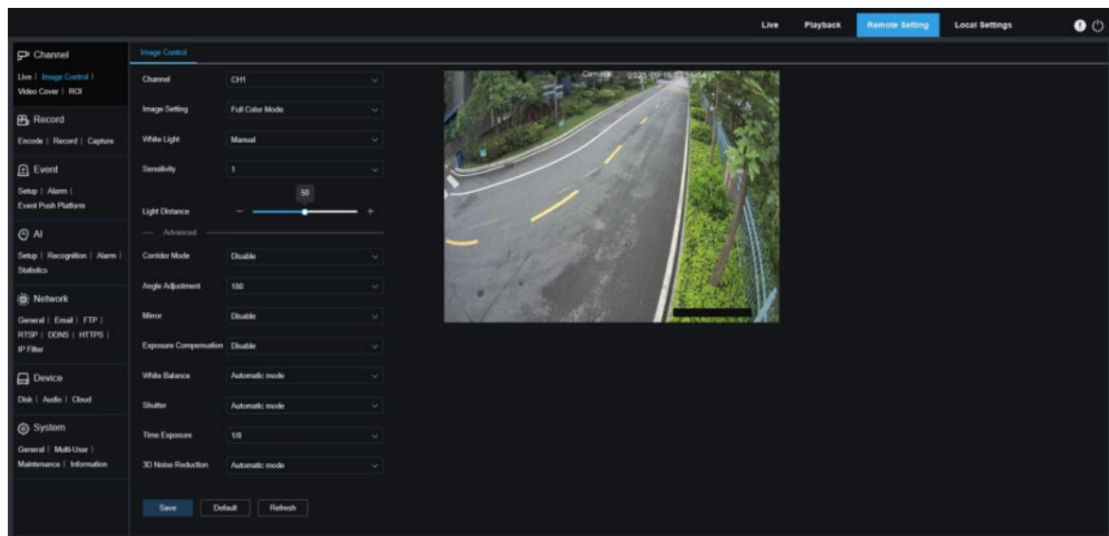 Live Playback Remote Setting Local Settings
Channel
Live | Image Control |
Video Cover | ROI
Record
Encode | Record | Capture
Event
Setup | Alarm |
Event Push Platform
AI
Setup | Recognition | Alarm |
Statistics
Network
General | Email | FTP |
RTSP | DDNS | HTTPS |
IP Filter
Device
Disk | Audio | Cloud
System
General | Multi-User |
Maintenance | Information
Image Control
Channel CH1
Image Setting Full Color Mode
White Light Manual
Sensitivity 1
50
Light Distance − +
Advanced
Corridor Mode Disable
Angle Adjustment 180
Mirror Disable
Exposure Compensation Disable
White Balance Automatic mode
Shutter Automatic mode
Time Exposure 1/8
3D Noise Reduction Automatic mode
Save Default Refresh
Camera